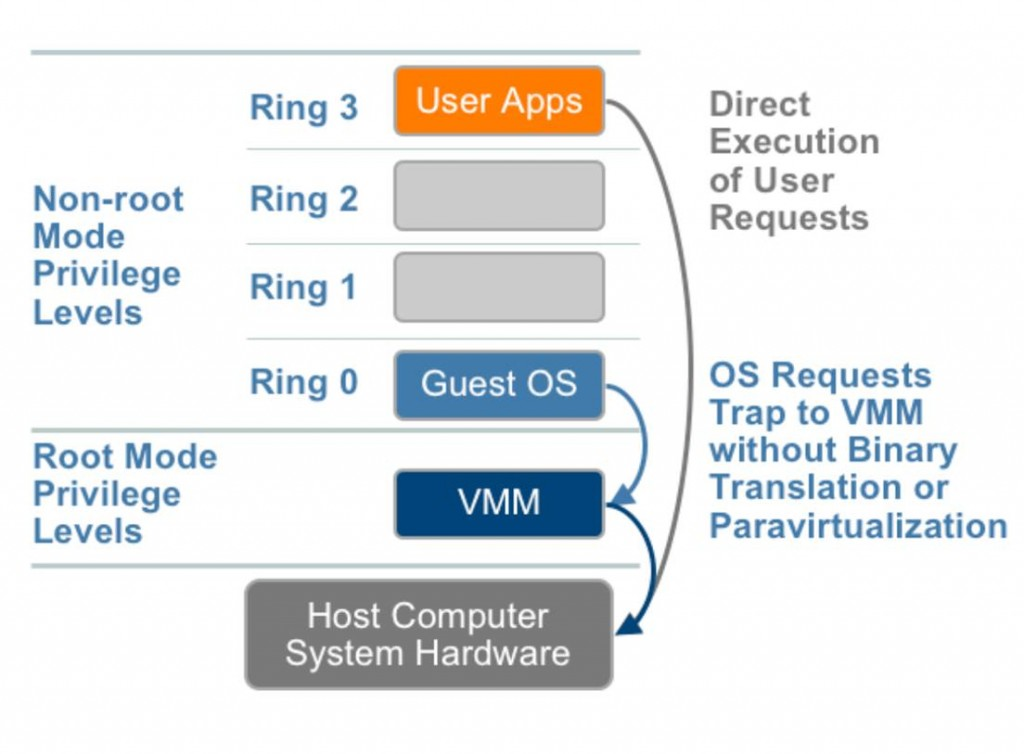 Ring 3
User Apps
Direct
Execution
of User
Requests
Non-root
Mode
Privilege
Levels
Ring 2
Ring 1
Ring 0
Guest OS
OS Requests
Trap to VMM
without Binary
Translation or
Paravirtualization
Root Mode
Privilege
Levels
VMM
Host Computer
System Hardware